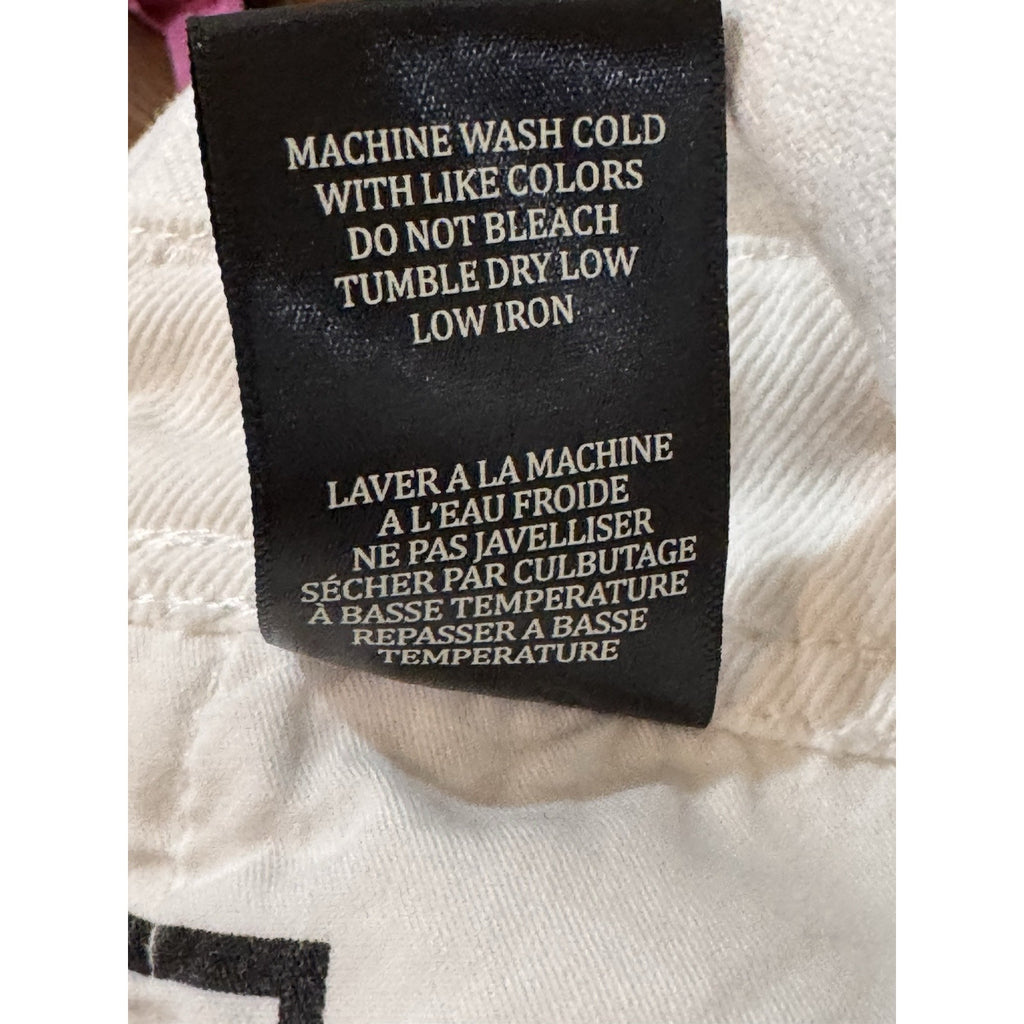 MACHINE WASH COLD
WITH LIKE COLORS
DO NOT BLEACH
TUMBLE DRY LOW
LOW IRON
LAVER A LA MACHINE
A L'EAU FROIDE
NE PAS JAVELLISER
SÉCHER PAR CULBUTAGE
À BASSE TEMPERATURE
REPASSER A BASSE
TEMPERATURE